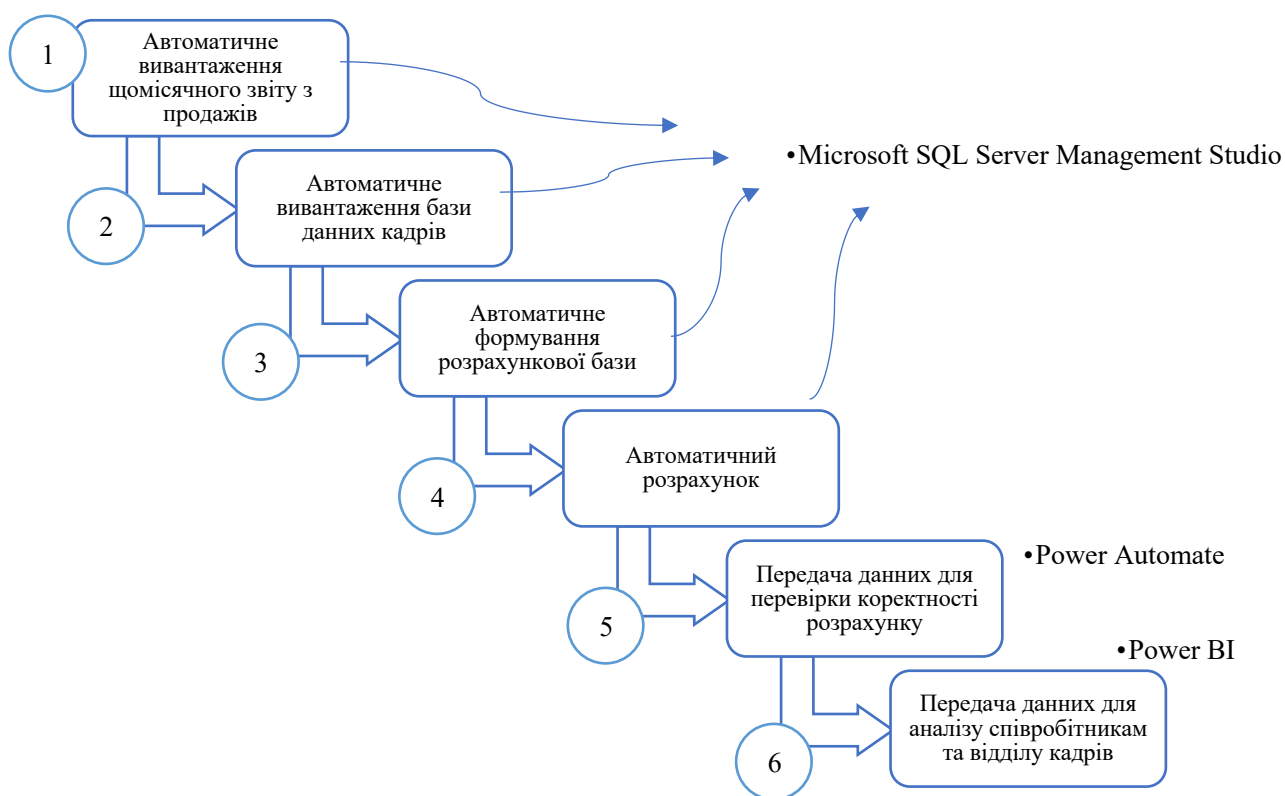 1
Автоматичне
вивантаження
щомісячного звіту з
продажів
•Microsoft SQL Server Management Studio
2
Автоматичне
вивантаження бази
данних кадрів
3
Автоматичне
формування
розрахункової бази
4
Автоматичний
розрахунок
5
Передача данних для
перевірки коректності
розрахунку
•Power Automate
6
Передача данних для
аналізу співробітникам
та відділу кадрів
•Power BI